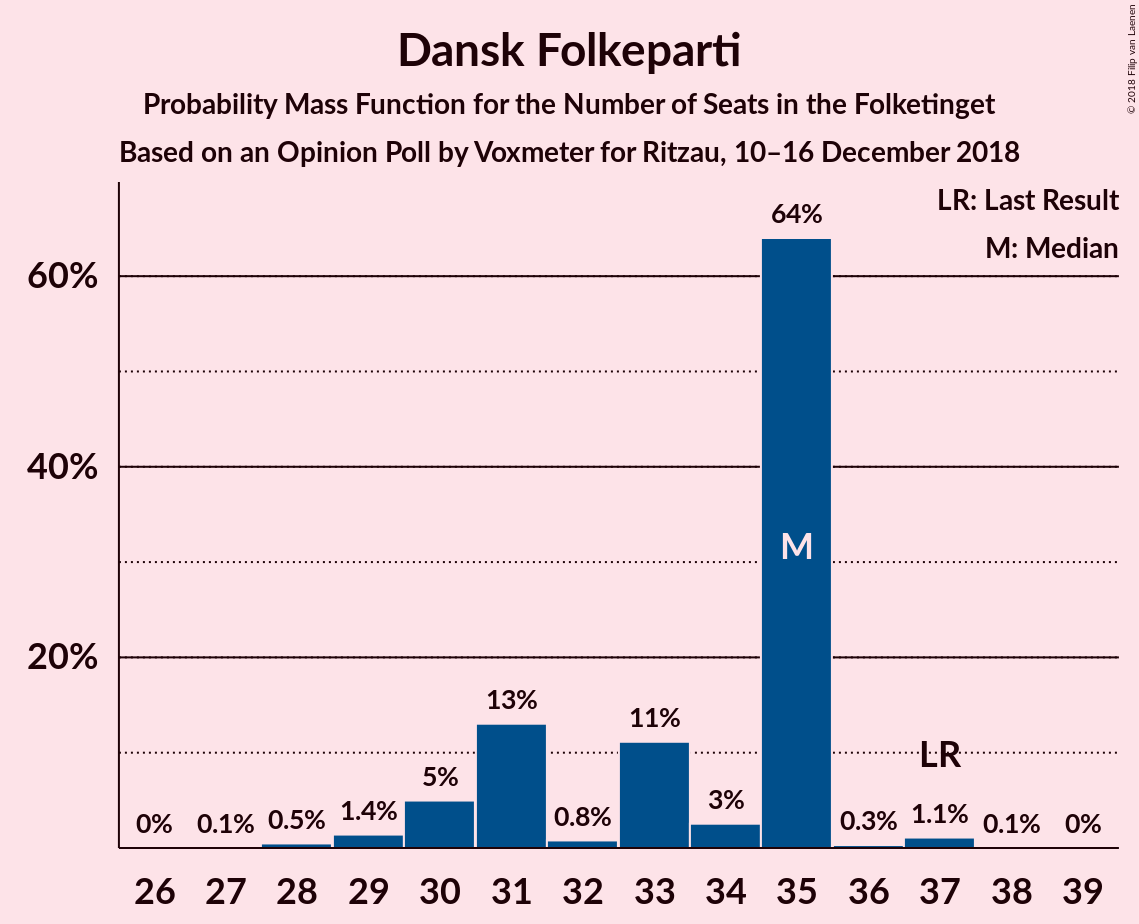 Dansk Folkeparti
Probability Mass Function for the Number of Seats in the Folketinget
Based on an Opinion Poll by Voxmeter for Ritzau, 10–16 December 2018
© 2018 Filip van Laenen
LR: Last Result
M: Median
60%
40%
20%
0% 0.1% 0.5% 1.4% 5% 13% 0.8% 11% 3% 64% 0.3% 1.1% 0.1% 0%
M
LR
26 27 28 29 30 31 32 33 34 35 36 37 38 39